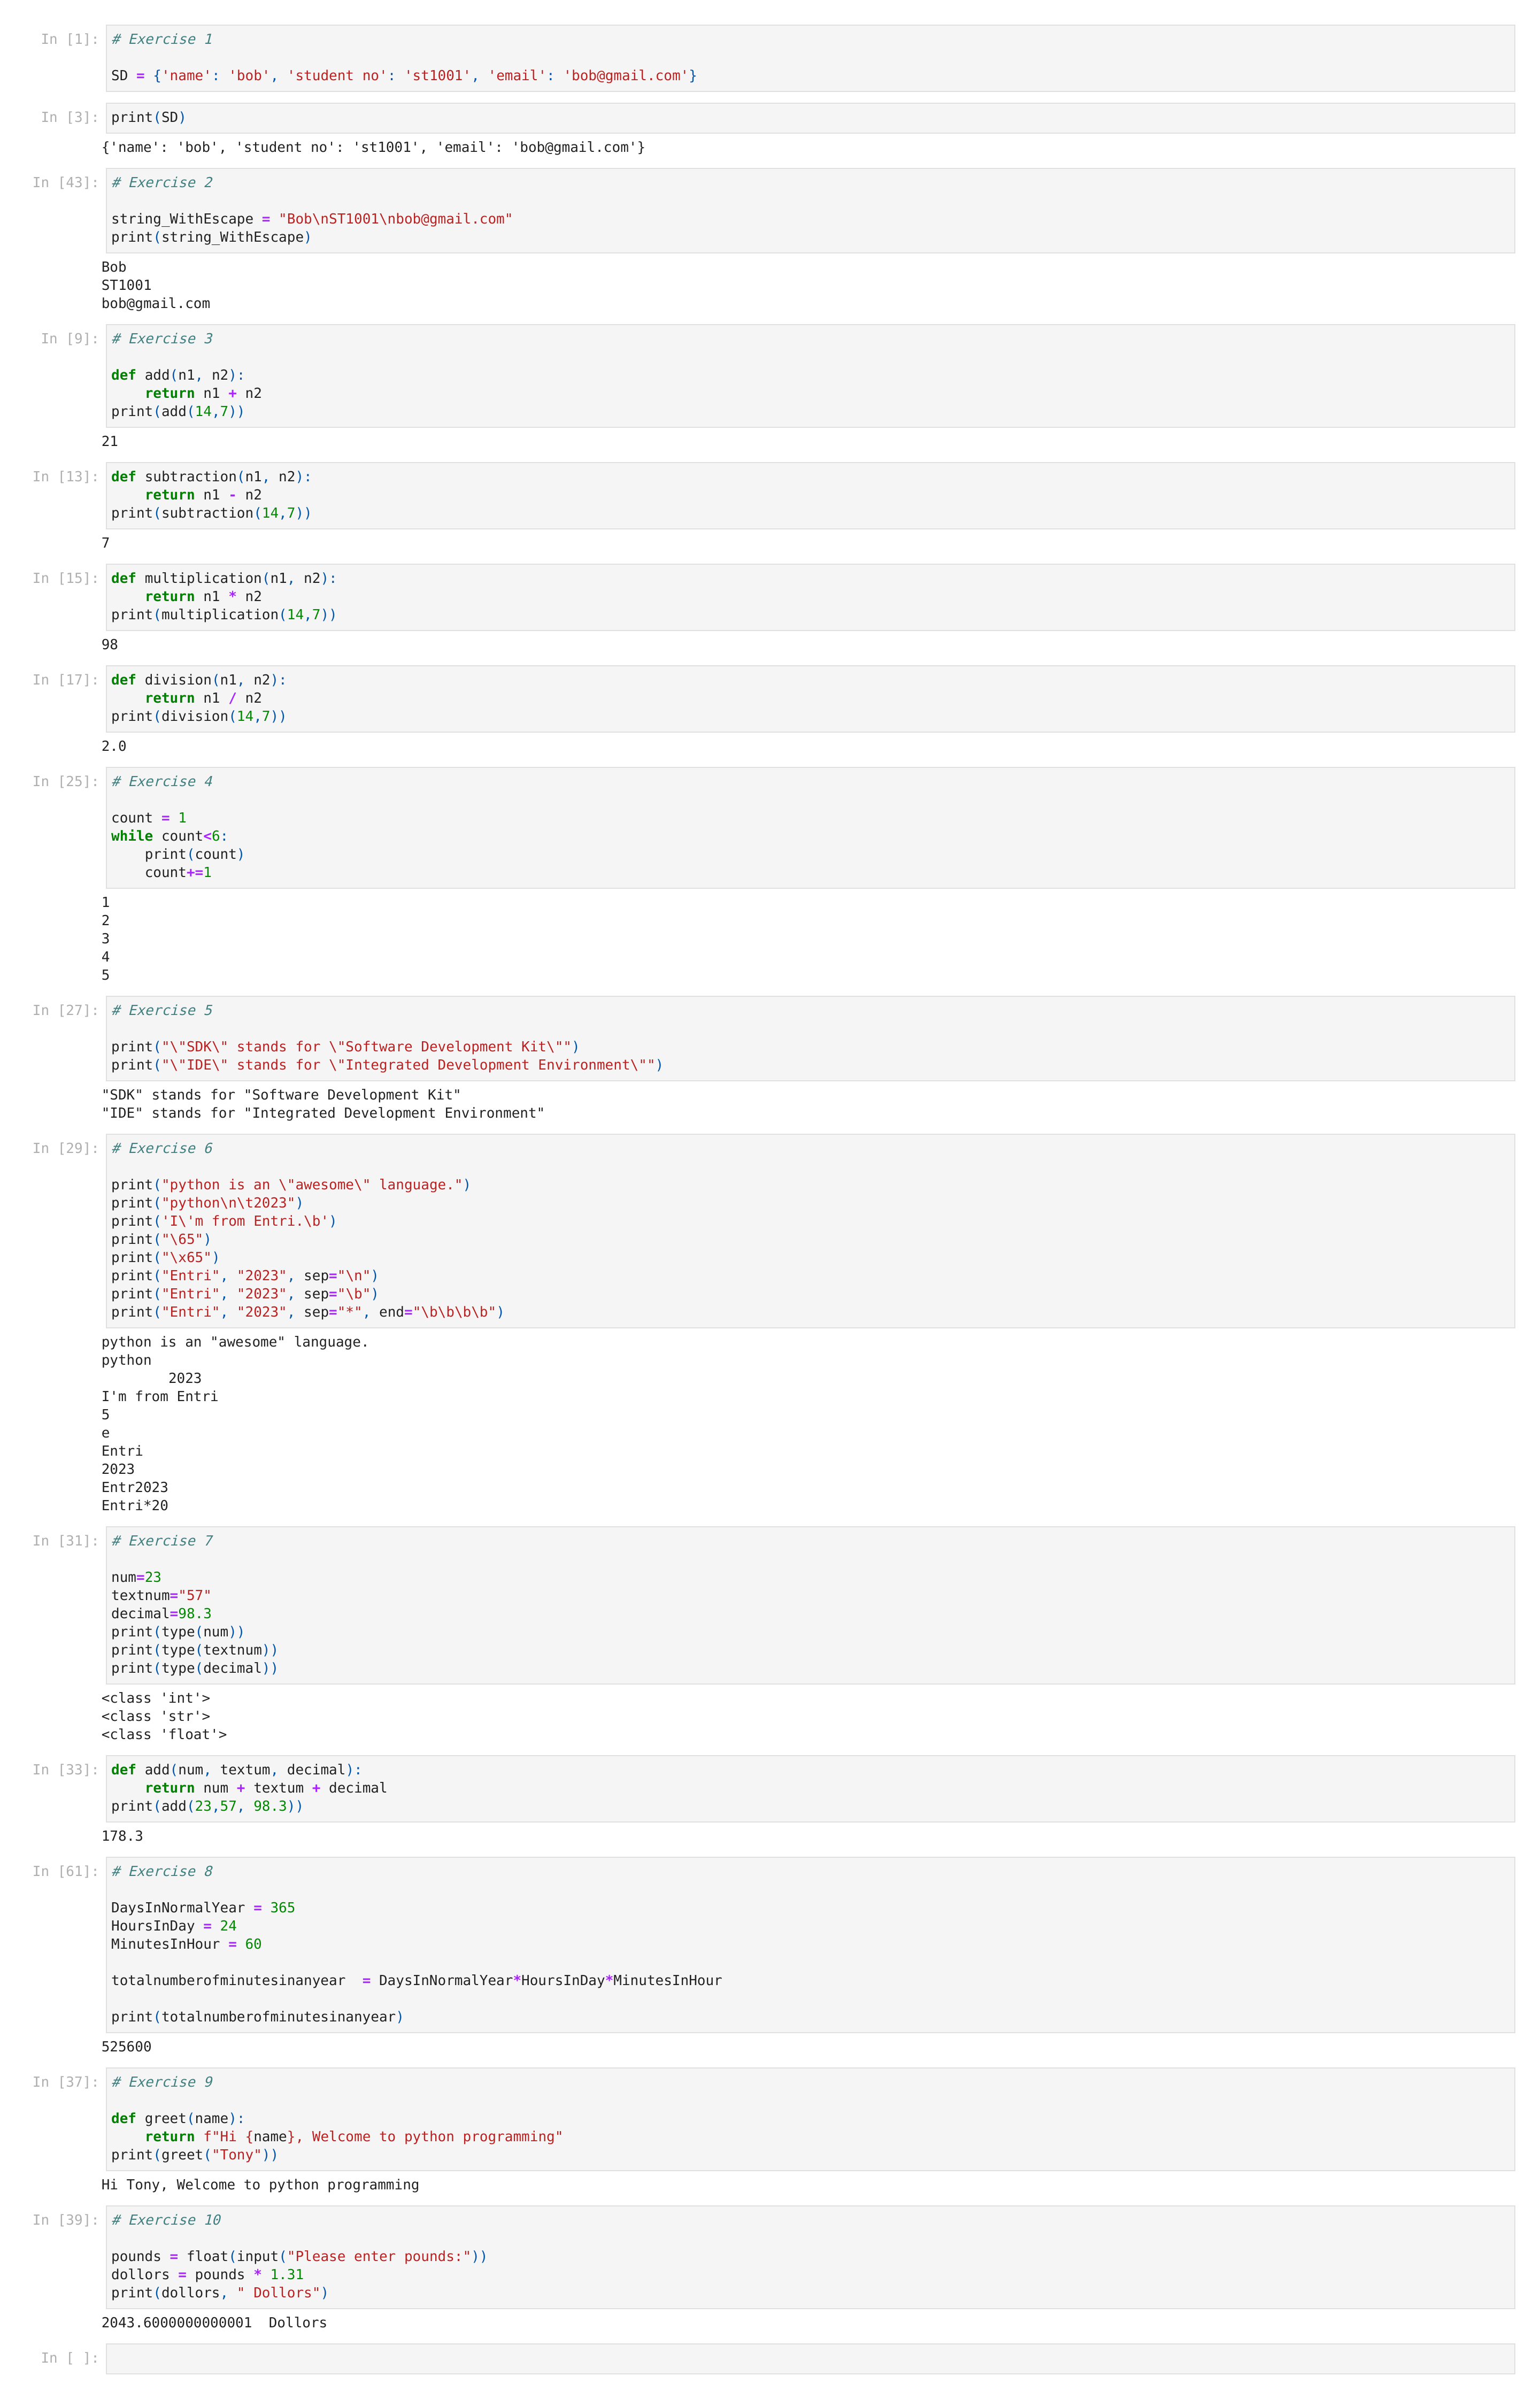 In [1]: # Exercise 1
SD = {'name': 'bob', 'student no': 'st1001', 'email': 'bob@gmail.com'}
In [3]: print(SD)
{'name': 'bob', 'student no': 'st1001', 'email': 'bob@gmail.com'}
In [43]: # Exercise 2
string_WithEscape = "Bob\nST1001\nbob@gmail.com"
print(string_WithEscape)
Bob
ST1001
bob@gmail.com
In [9]: # Exercise 3
def add(n1, n2):
    return n1 + n2
print(add(14,7))
21
In [13]: def subtraction(n1, n2):
    return n1 - n2
print(subtraction(14,7))
7
In [15]: def multiplication(n1, n2):
    return n1 * n2
print(multiplication(14,7))
98
In [17]: def division(n1, n2):
    return n1 / n2
print(division(14,7))
2.0
In [25]: # Exercise 4
count = 1
while count<6:
    print(count)
    count+=1
1
2
3
4
5
In [27]: # Exercise 5
print("\"SDK\" stands for \"Software Development Kit\"")
print("\"IDE\" stands for \"Integrated Development Environment\"")
"SDK" stands for "Software Development Kit"
"IDE" stands for "Integrated Development Environment"
In [29]: # Exercise 6
print("python is an \"awesome\" language.")
print("python\n\t2023")
print('I\'m from Entri.\b')
print("\65")
print("\x65")
print("Entri", "2023", sep="\n")
print("Entri", "2023", sep="\b")
print("Entri", "2023", sep="*", end="\b\b\b\b")
python is an "awesome" language.
python
        2023
I'm from Entri
5
e
Entri
2023
Entr2023
Entri*20
In [31]: # Exercise 7
num=23
textnum="57"
decimal=98.3
print(type(num))
print(type(textnum))
print(type(decimal))
<class 'int'>
<class 'str'>
<class 'float'>
In [33]: def add(num, textum, decimal):
    return num + textum + decimal
print(add(23,57, 98.3))
178.3
In [61]: # Exercise 8
DaysInNormalYear = 365
HoursInDay = 24
MinutesInHour = 60
totalnumberofminutesinanyear  = DaysInNormalYear*HoursInDay*MinutesInHour
print(totalnumberofminutesinanyear)
525600
In [37]: # Exercise 9
def greet(name):
    return f"Hi {name}, Welcome to python programming"
print(greet("Tony"))
Hi Tony, Welcome to python programming
In [39]: # Exercise 10
pounds = float(input("Please enter pounds:"))
dollors = pounds * 1.31
print(dollors, " Dollors")
2043.6000000000001  Dollors
In [ ]: